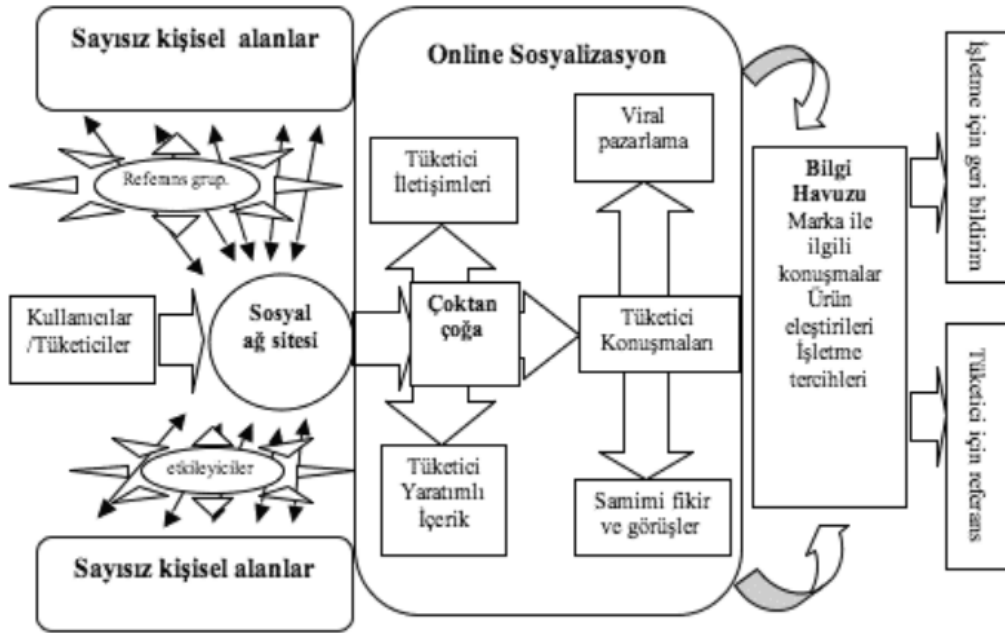 Sayısız kişisel alanlar
Referans grup.
Kullanıcılar
/Tüketiciler
Sosyal
ağ sitesi
etkileyiciler
Sayısız kişisel alanlar
Online Sosyalizasyon
Tüketici
İletişimleri
Çoktan
çoğa
Tüketici
Yaratımlı
İçerik
Viral
pazarlama
Tüketici
Konuşmaları
Samimi fikir
ve görüşler
Bilgi
Havuzu
Marka ile
ilgili
konuşmalar
Ürün
eleştirileri
İşletme
tercihleri
İşletme için geri bildirim
Tüketici için referans